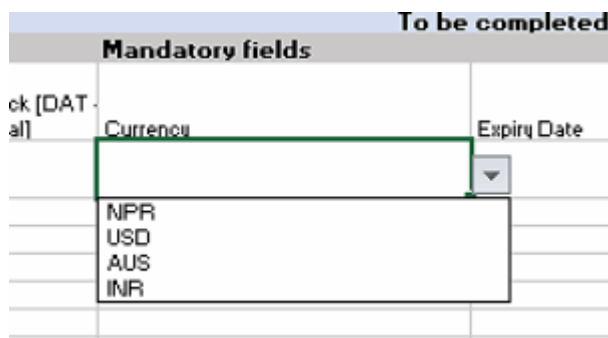 To be completed
Mandatory fields
ck [DAT -
al]
Currency
Expiry Date
NPR
USD
AUS
INR